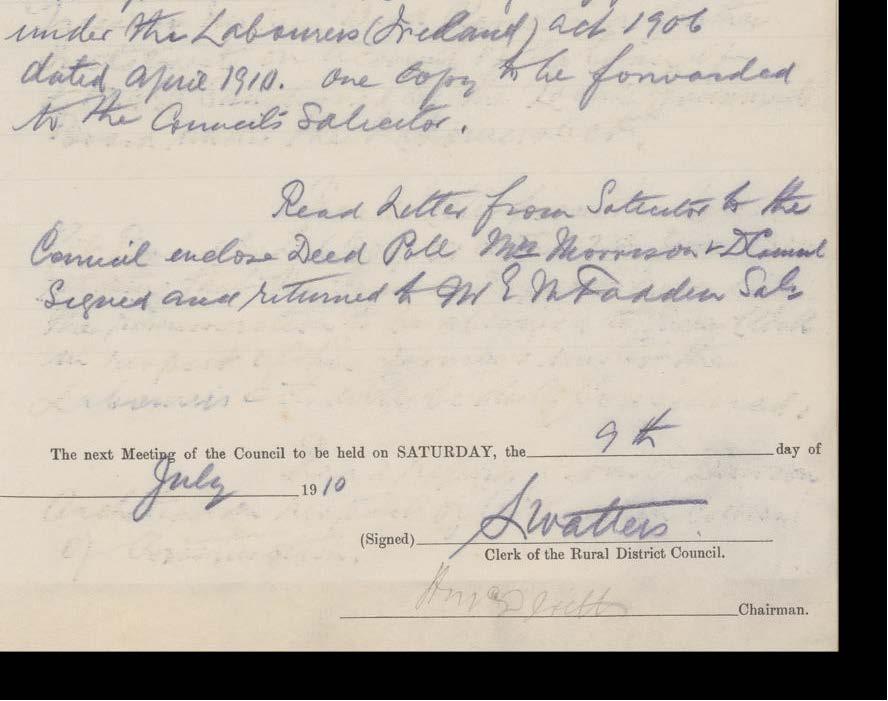 under the Labourers (Ireland) act 1906
dated April 1910. One Copy to be forwarded
to the Council's Solicitor.
Read Letter from Solicitor to the
Council enclose Deed Poll Mrs Morrison +
Signed and returned to Mr E McFadden Solr
The next Meeting of the Council to be held on SATURDAY, the 9th day of
July 1910
(Signed) S Watters
Clerk of the Rural District Council.
Chairman.